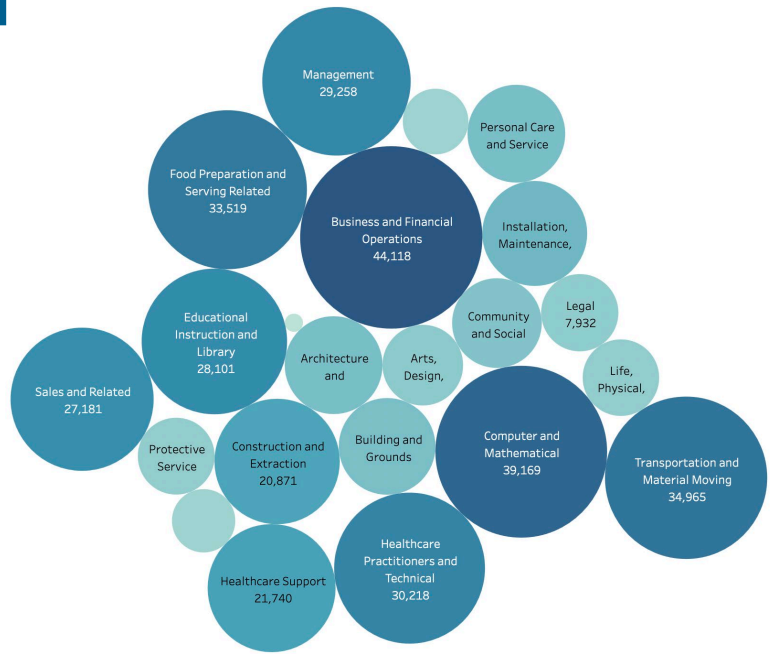 Management
29,258
Personal Care
and Service
Food Preparation and
Serving Related
33,519
Business and Financial
Operations
44,118
Installation,
Maintenance,
Educational
Instruction and
Library
28,101
Community
and Social
Legal
7,932
Architecture
and
Arts,
Design,
Life,
Physical,
Sales and Related
27,181
Protective
Service
Construction and
Extraction
20,871
Building and
Grounds
Computer and
Mathematical
39,169
Transportation and
Material Moving
34,965
Healthcare
Practitioners and
Technical
30,218
Healthcare Support
21,740